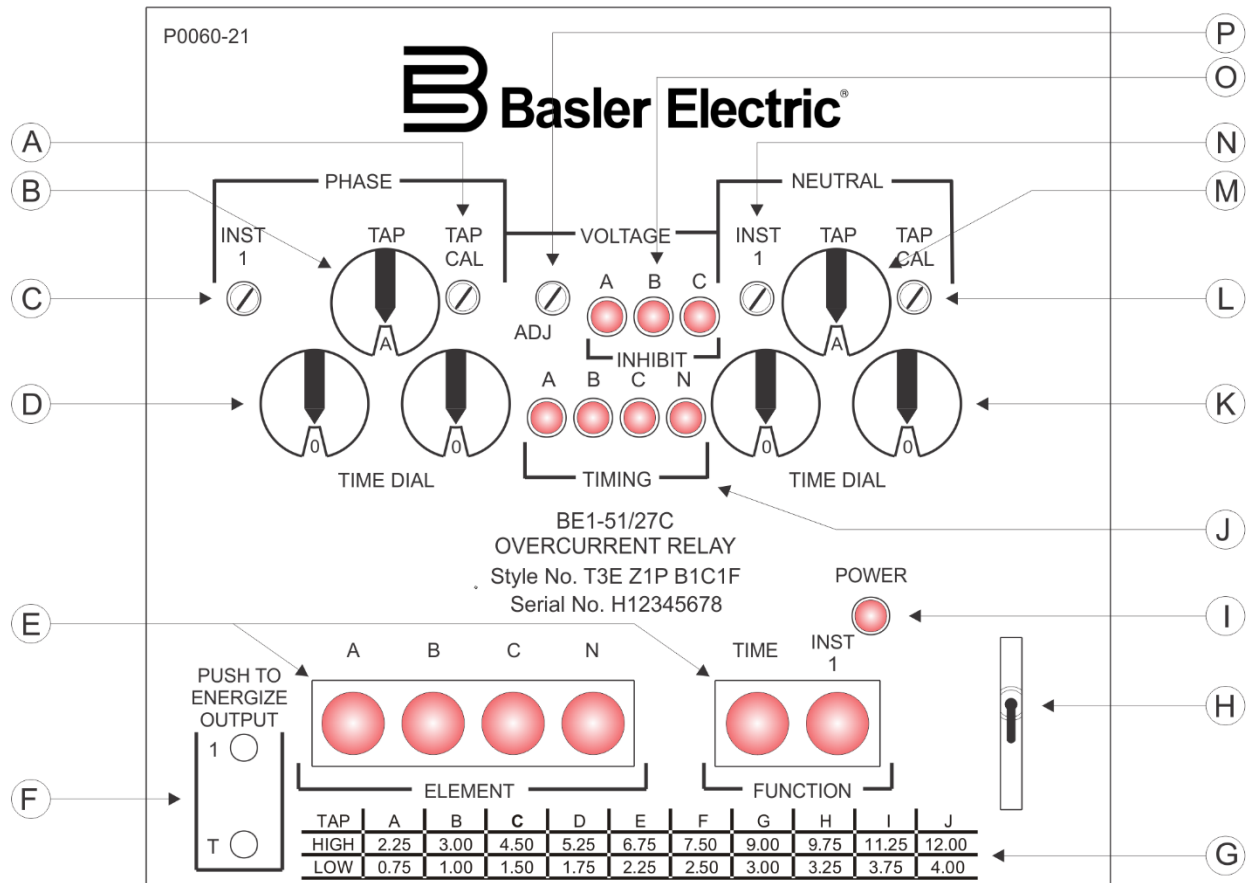 P0060-21
Basler Electric®
PHASE
VOLTAGE
NEUTRAL
INST
1
TAP
TAP
CAL
ADJ
A B C
INHIBIT
INST
1
TAP
TAP
CAL
A
A
0
0
TIME DIAL
A B C N
TIMING
0
0
TIME DIAL
BE1-51/27C
OVERCURRENT RELAY
Style No. T3E Z1P B1C1F
Serial No. H12345678
POWER
PUSH TO
ENERGIZE
OUTPUT
1
T
A B C N
ELEMENT
TIME
INST
1
FUNCTION
TAP A B C D E F G H I J
HIGH 2.25 3.00 4.50 5.25 6.75 7.50 9.00 9.75 11.25 12.00
LOW 0.75 1.00 1.50 1.75 2.25 2.50 3.00 3.25 3.75 4.00
A
B
C
D
E
F
P
O
N
M
L
K
J
I
H
G